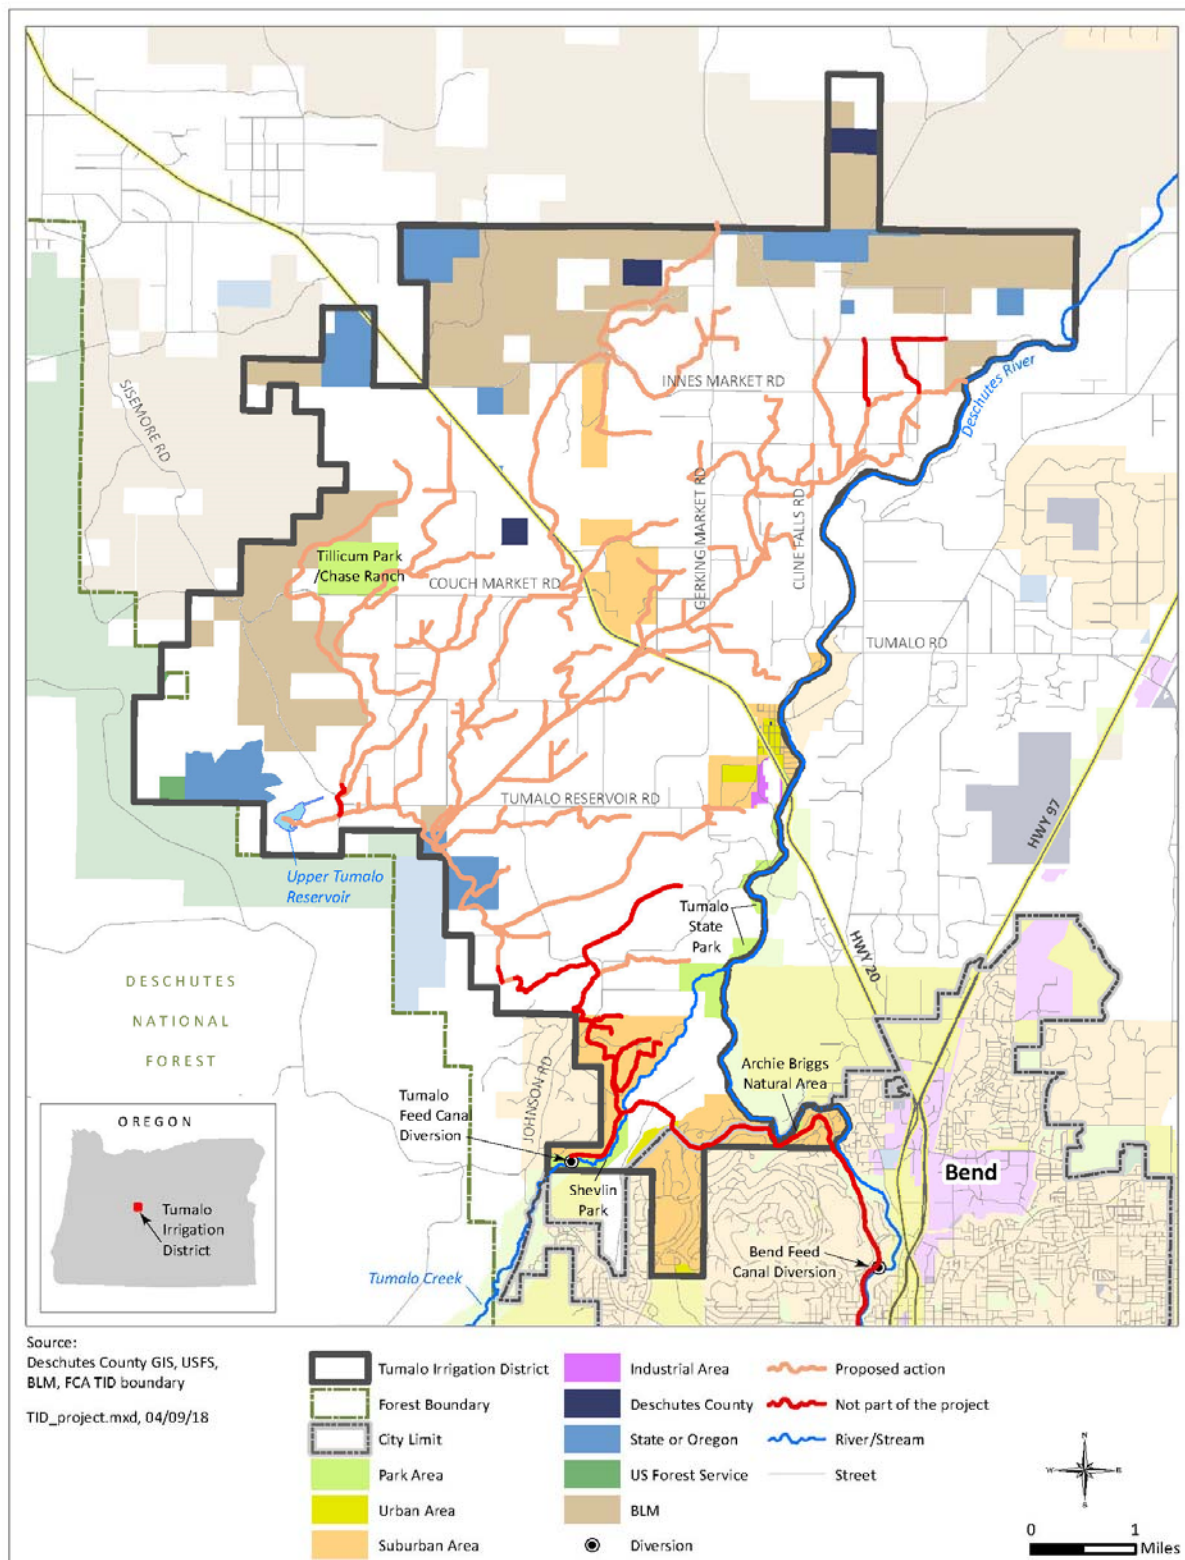 INNES MARKET RD
Deschutes River
SISEMORE RD
GERKING MARKET RD
CLINE FALLS RD
Tillicum Park
/Chase Ranch
COUCH MARKET RD
TUMALO RD
TUMALO RESERVOIR RD
HWY 97
Upper Tumalo
Reservoir
Tumalo
State
Park
HWY 20
DESCHUTES
NATIONAL
FOREST
JOHNSON RD
Archie Briggs
Natural Area
Tumalo
Feed Canal
Diversion
Bend
Shevlin
Park
Bend Feed
Canal Diversion
Tumalo Creek
OREGON
Tumalo
Irrigation
District
Source:
Deschutes County GIS, USFS,
BLM, FCA TID boundary
TID_project.mxd, 04/09/18
Tumalo Irrigation District
Forest Boundary
City Limit
Park Area
Urban Area
Suburban Area
Industrial Area
Deschutes County
State or Oregon
US Forest Service
BLM
Diversion
Proposed action
Not part of the project
River/Stream
Street
N
W E
S
0 1
Miles